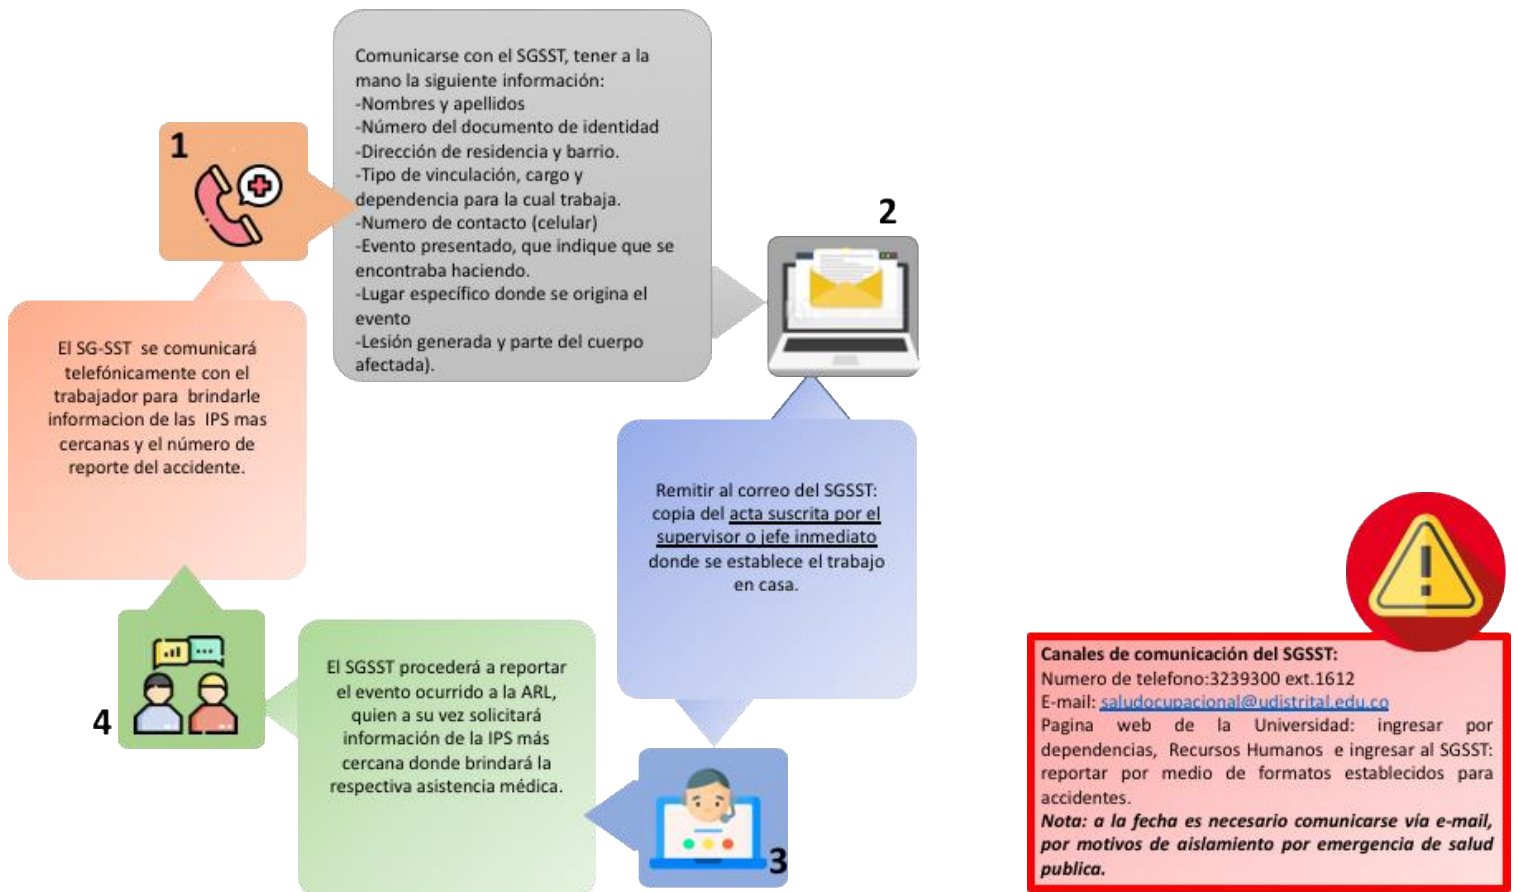 1
Comunicarse con el SGSST, tener a la
mano la siguiente información:
-Nombres y apellidos
-Número del documento de identidad
-Dirección de residencia y barrio.
-Tipo de vinculación, cargo y
dependencia para la cual trabaja.
-Numero de contacto (celular)
-Evento presentado, que indique que se
encontraba haciendo.
-Lugar específico donde se origina el
evento
-Lesión generada y parte del cuerpo
afectada).
2
Remitir al correo del SGSST:
copia del acta suscrita por el
supervisor o jefe inmediato
donde se establece el trabajo
en casa.
3
El SGSST procederá a reportar
el evento ocurrido a la ARL,
quien a su vez solicitará
información de la IPS más
cercana donde brindará la
respectiva asistencia médica.
4
El SG-SST se comunicará
telefónicamente con el
trabajador para brindarle
informacion de las IPS mas
cercanas y el número de
reporte del accidente.
Canales de comunicación del SGSST:
Numero de telefono:3239300 ext.1612
E-mail: saludocupacional@udistrital.edu.co
Pagina web de la Universidad: ingresar por
dependencias, Recursos Humanos e ingresar al SGSST:
reportar por medio de formatos establecidos para
accidentes.
Nota: a la fecha es necesario comunicarse vía e-mail,
por motivos de aislamiento por emergencia de salud
publica.